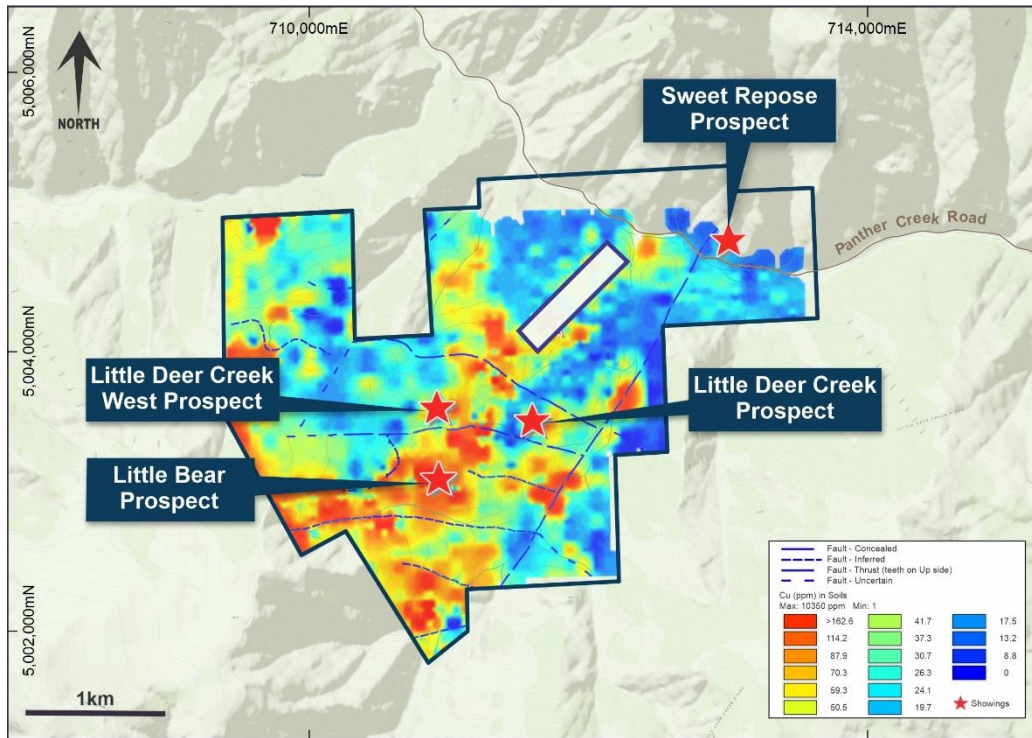 710,000mE
714,000mE
5,006,000mN
NORTH
Sweet Repose
Prospect
Panther Creek Road
5,004,000mN
Little Deer Creek
West Prospect
Little Deer Creek
Prospect
Little Bear
Prospect
5,002,000mN
1km
Fault - Concealed
Fault - Inferred
Fault - Thrust (teeth on Up side)
Fault - Uncertain
Cu (ppm) in Soils
Max: 10350 ppm Min: 1
>162.6 41.7 17.5
114.2 37.3 13.2
87.9 30.7 8.8
70.3 26.3 0
59.3 24.1
50.5 19.7
Showings